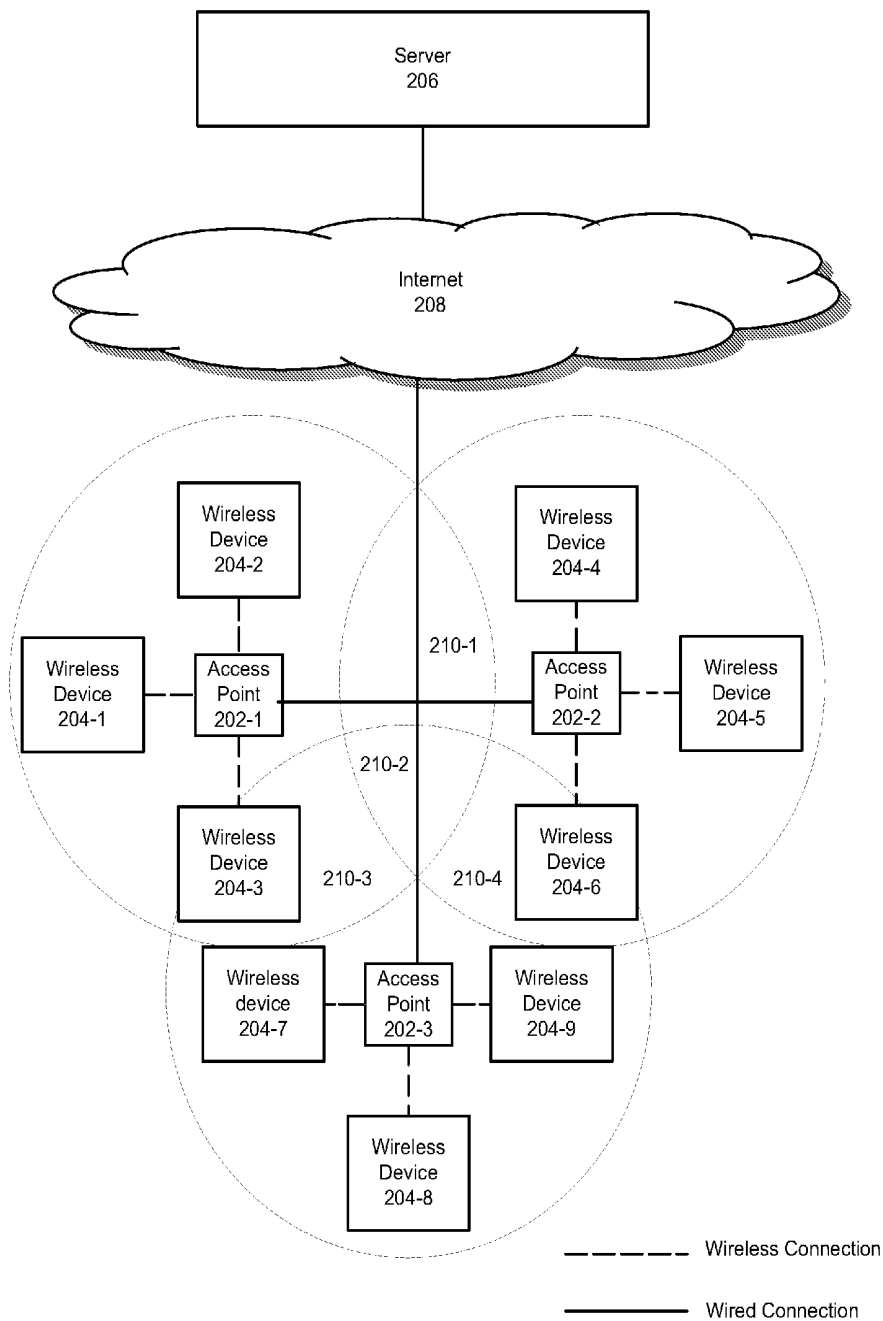 Server
206
Internet
208
Wireless
Device
204-2
Wireless
Device
204-4
Wireless
Device
204-1
Access
Point
202-1
210-1
Access
Point
202-2
Wireless
Device
204-5
210-2
Wireless
Device
204-3
210-3
210-4
Wireless
Device
204-6
Wireless
device
204-7
Access
Point
202-3
Wireless
Device
204-9
Wireless
Device
204-8
Wireless Connection
Wired Connection